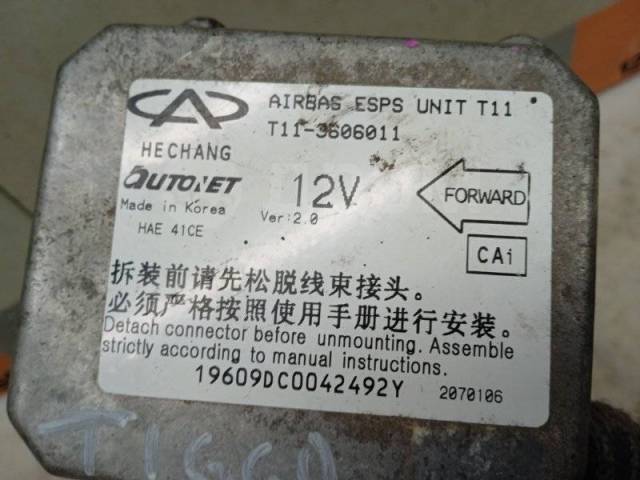 AIRBAS ESPS UNIT T11
T11-3606011
HECHANG
AUTONET
12V
FORWARD
Made in Korea
Ver:2.0
HAE 41CE
CAi
拆装前请先松脱线束接头。
必须严格按照使用手册进行安装。
Detach connector before unmounting. Assemble
strictly according to manual instructions.
19609DC0042492Y
2070106
TIGGO